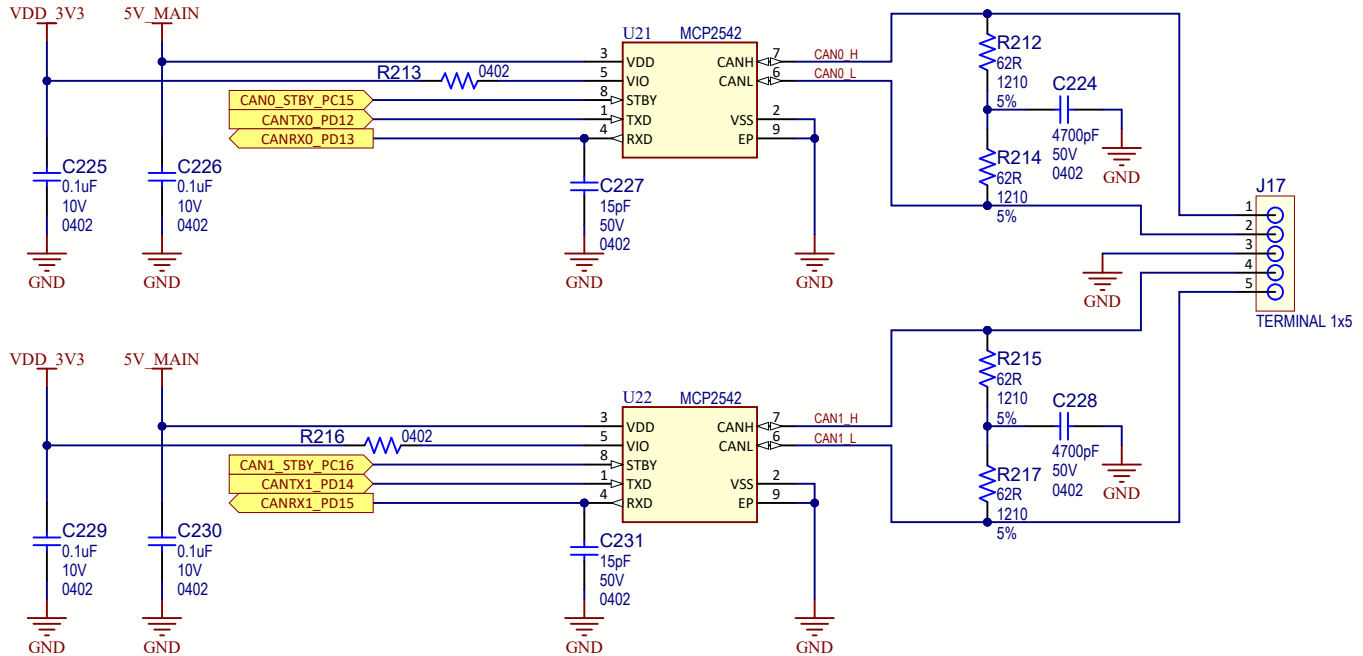 VDD_3V3
5V_MAIN
U21
MCP2542
R213
0402
3
VDD
5
VIO
8
STBY
1
TXD
4
RXD
CANH
7
CANL
6
VSS
2
EP
9
CAN0_H
CAN0_L
CAN0_STBY_PC15
CANTX0_PD12
CANRX0_PD13
C225
0.1uF
10V
0402
GND
C226
0.1uF
10V
0402
GND
C227
15pF
50V
0402
GND
GND
R212
62R
1210
5%
C224
4700pF
50V
0402
GND
R214
62R
1210
5%
J17
1
2
3
4
5
GND
TERMINAL 1x5
VDD_3V3
5V_MAIN
U22
MCP2542
R216
0402
3
VDD
5
VIO
8
STBY
1
TXD
4
RXD
CANH
7
CANL
6
VSS
2
EP
9
CAN1_H
CAN1_L
CAN1_STBY_PC16
CANTX1_PD14
CANRX1_PD15
C229
0.1uF
10V
0402
GND
C230
0.1uF
10V
0402
GND
C231
15pF
50V
0402
GND
GND
R215
62R
1210
5%
C228
4700pF
50V
0402
GND
R217
62R
1210
5%